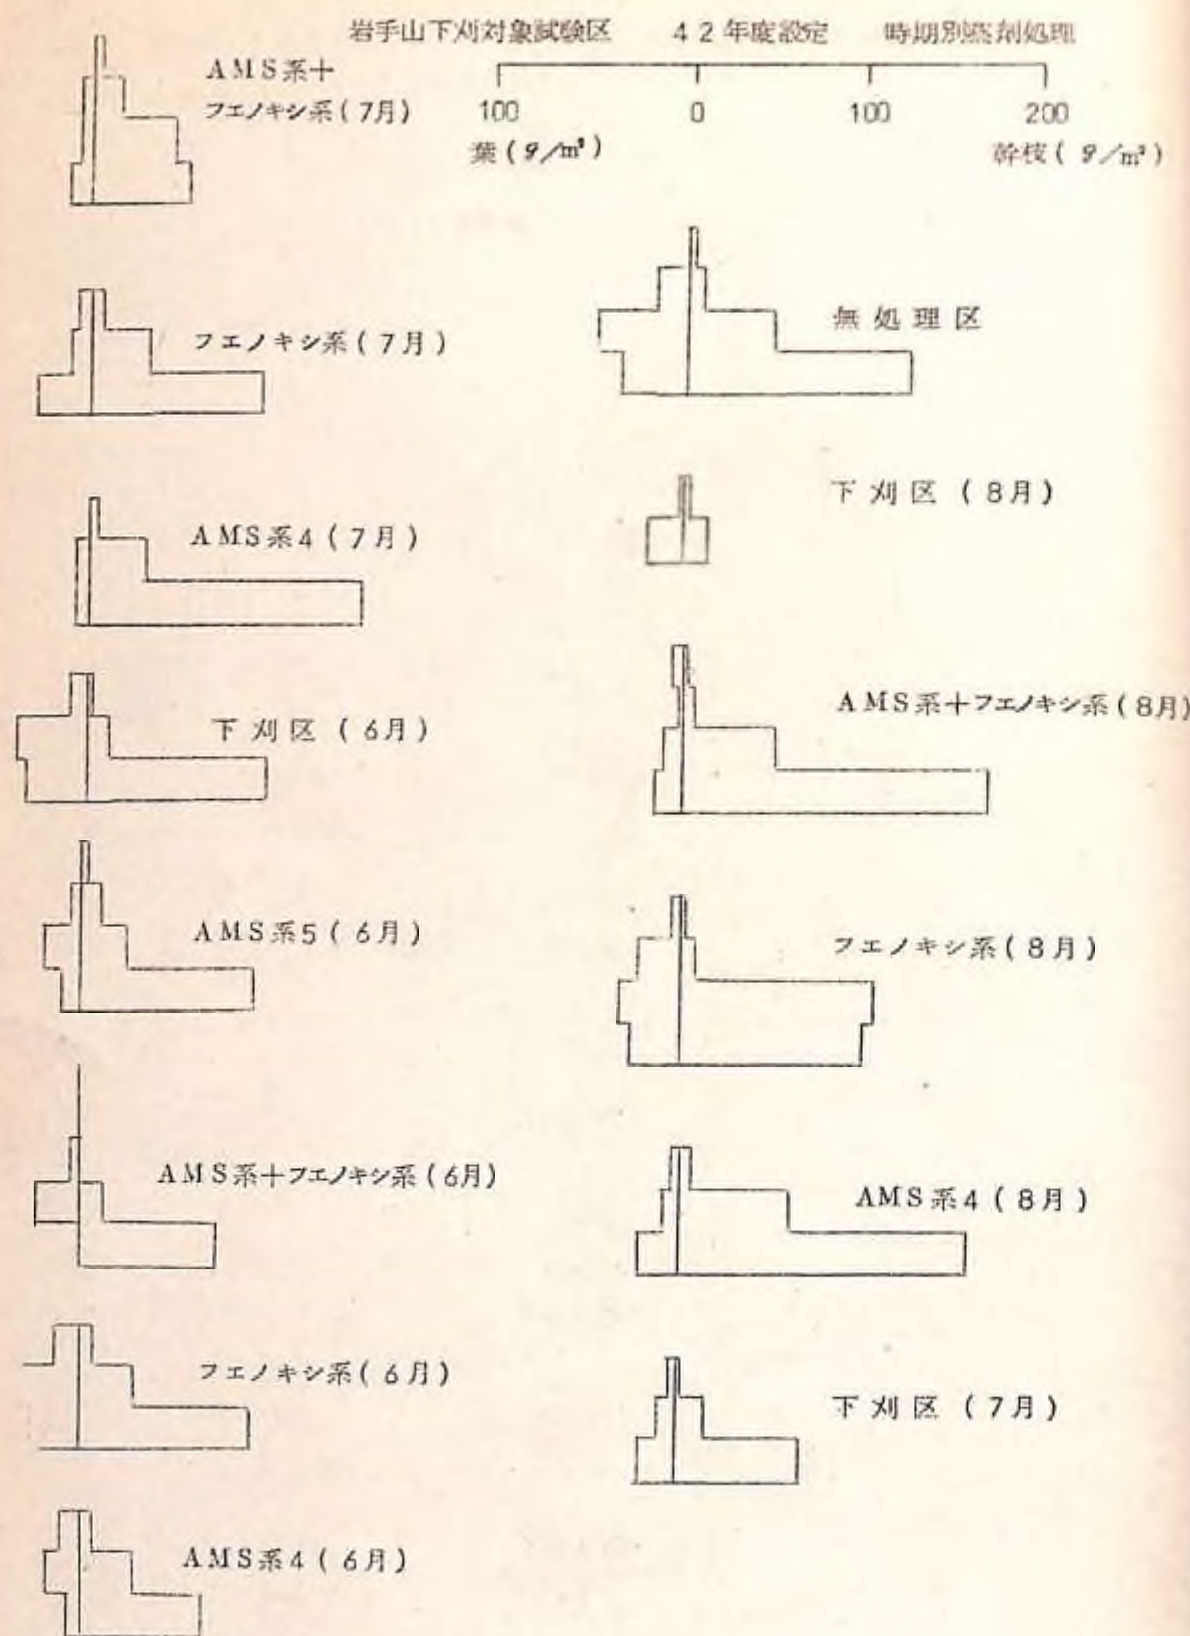 岩手山下刈対象試験区 42年度設定 時期別薬剤処理
100 0 100 200
葉(g/m²) 幹枝(g/m²)
AMS系+
フエノキシ系(7月)
フエノキシ系(7月)
AMS系4(7月)
下刈区(6月)
AMS系5(6月)
AMS系+フエノキシ系(6月)
フエノキシ系(6月)
AMS系4(6月)
無処理区
下刈区(8月)
AMS系+フエノキシ系(8月)
フエノキシ系(8月)
AMS系4(8月)
下刈区(7月)